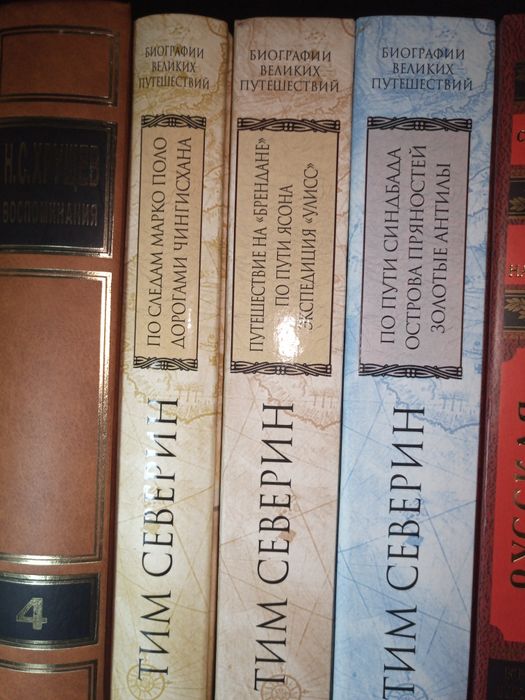 Н.С.ХРУЩЕВ
ВОСПОМИНАНИЯ
4
БИОГРАФИИ
ВЕЛИКИХ
ПУТЕШЕСТВИЙ
ПО СЛЕДАМ МАРКО ПОЛО
ДОРОГАМИ ЧИНГИСХАНА
ТИМ СЕВЕРИН
БИОГРАФИИ
ВЕЛИКИХ
ПУТЕШЕСТВИЙ
ПУТЕШЕСТВИЕ НА «БРЕНДАНЕ»
ПО ПУТИ ЯСОНА
ЭКСПЕДИЦИЯ «УЛИСС»
ТИМ СЕВЕРИН
БИОГРАФИИ
ВЕЛИКИХ
ПУТЕШЕСТВИЙ
ПО ПУТИ СИНДБАДА
ОСТРОВА ПРЯНОСТЕЙ
ЗОЛОТЫЕ АНТИЛЫ
ТИМ СЕВЕРИН